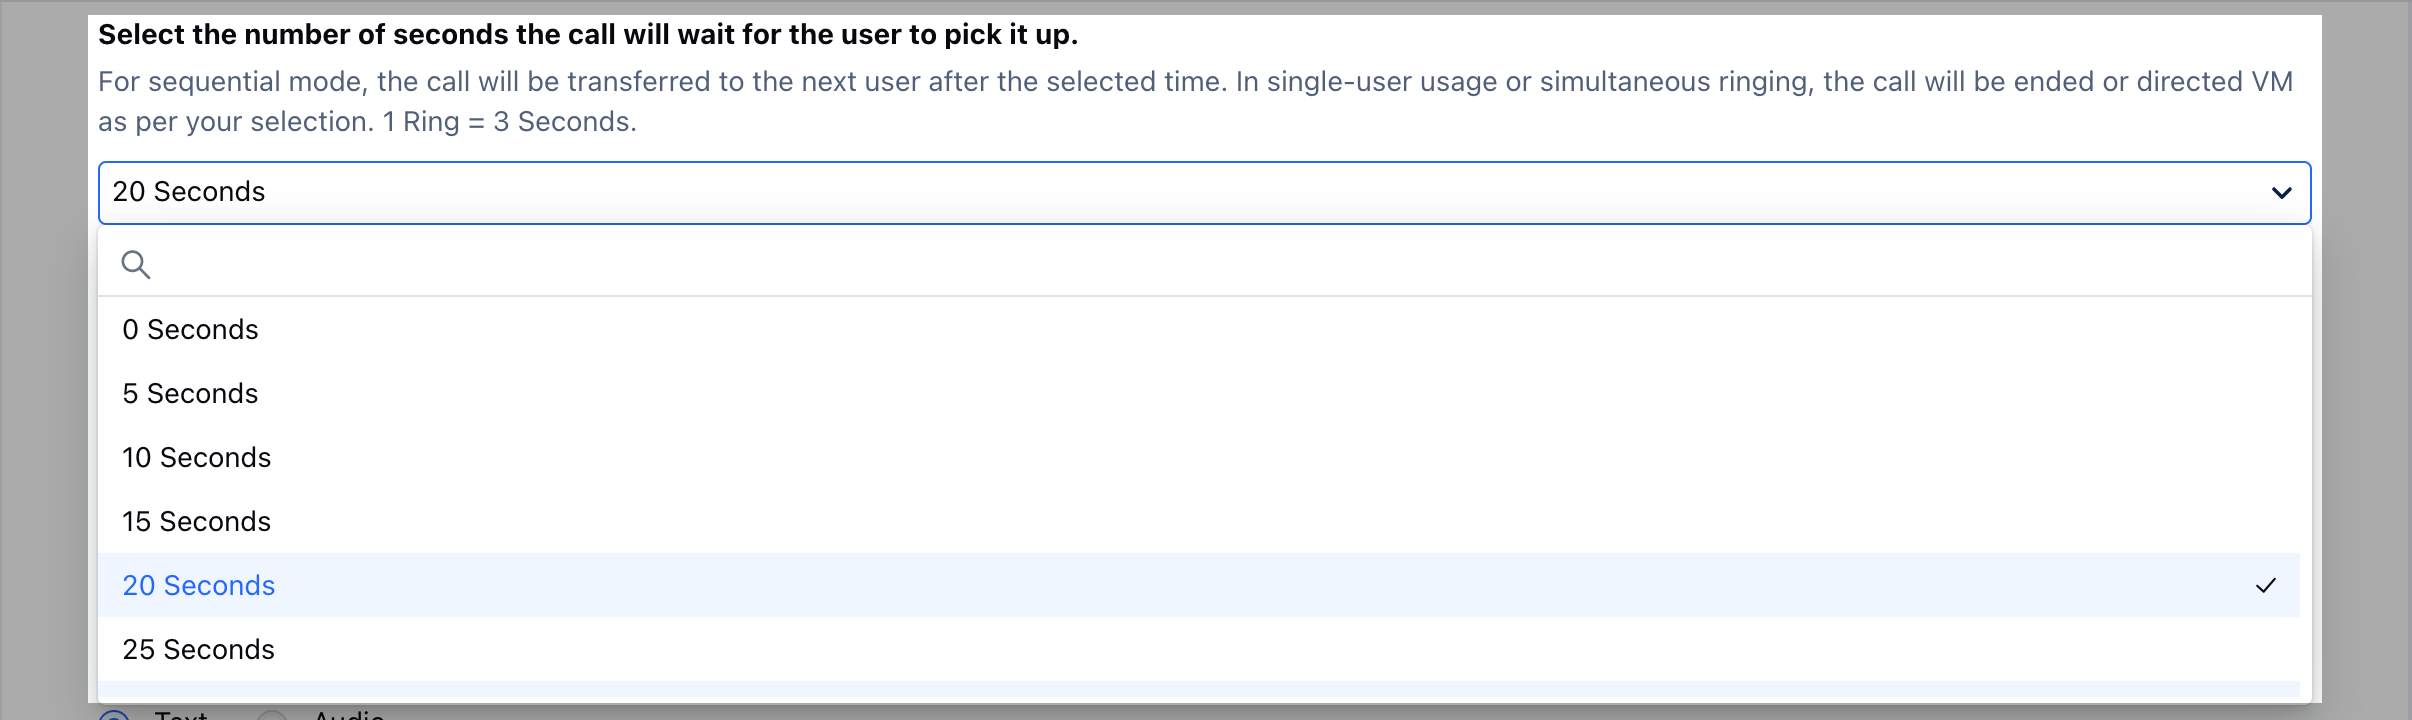 Select the number of seconds the call will wait for the user to pick it up.
For sequential mode, the call will be transferred to the next user after the selected time. In single-user usage or simultaneous ringing, the call will be ended or directed VM
as per your selection. 1 Ring = 3 Seconds.
20 Seconds
0 Seconds
5 Seconds
10 Seconds
15 Seconds
20 Seconds
25 Seconds
Text Audio